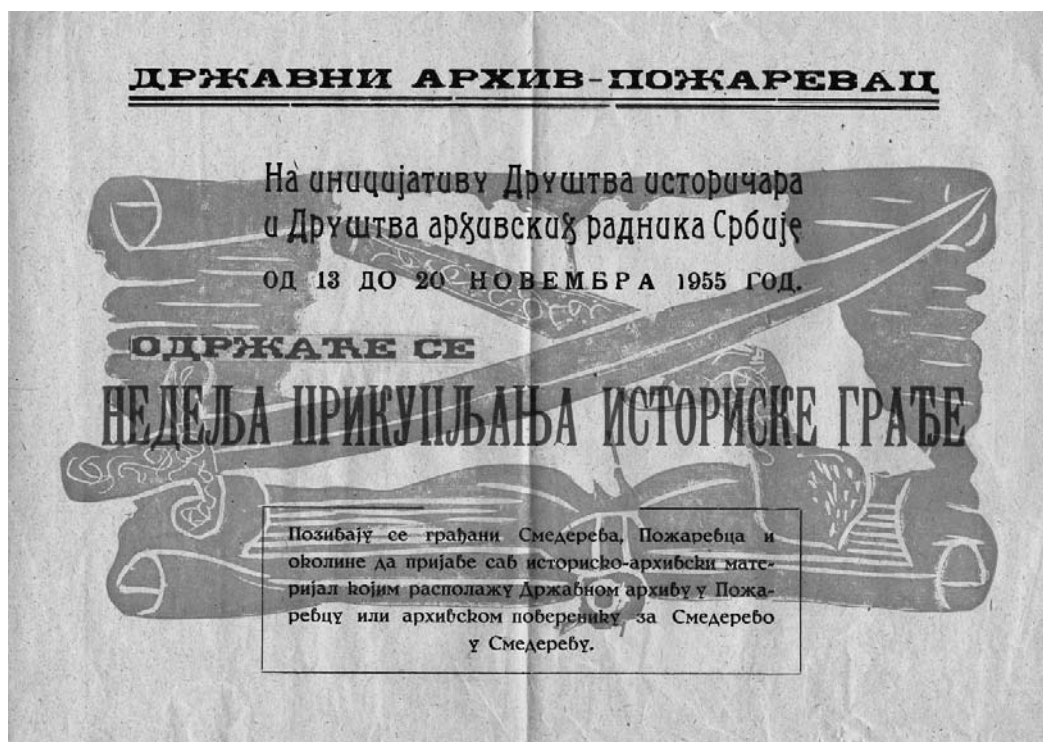 ДРЖАВНИ АРХИВ-ПОЖАРЕВАЦ
На иницијативу Друштва историчара
и Друштва архивских радника Србије
ОД 13 ДО 20 НОВЕМБРА 1955 ГОД.
ОДРЖАЋЕ СЕ
НЕДЕЉА ПРИКУПЉАЊА ИСТОРИСКЕ ГРАЂЕ
Позивају се грађани Смедерева, Пожаревца и
околине да пријаве сав историско-архивски мате-
ријал којим располажу Државном архиву у Пожа-
ревцу или архивском поверенику за Смедерево
у Смедереву.